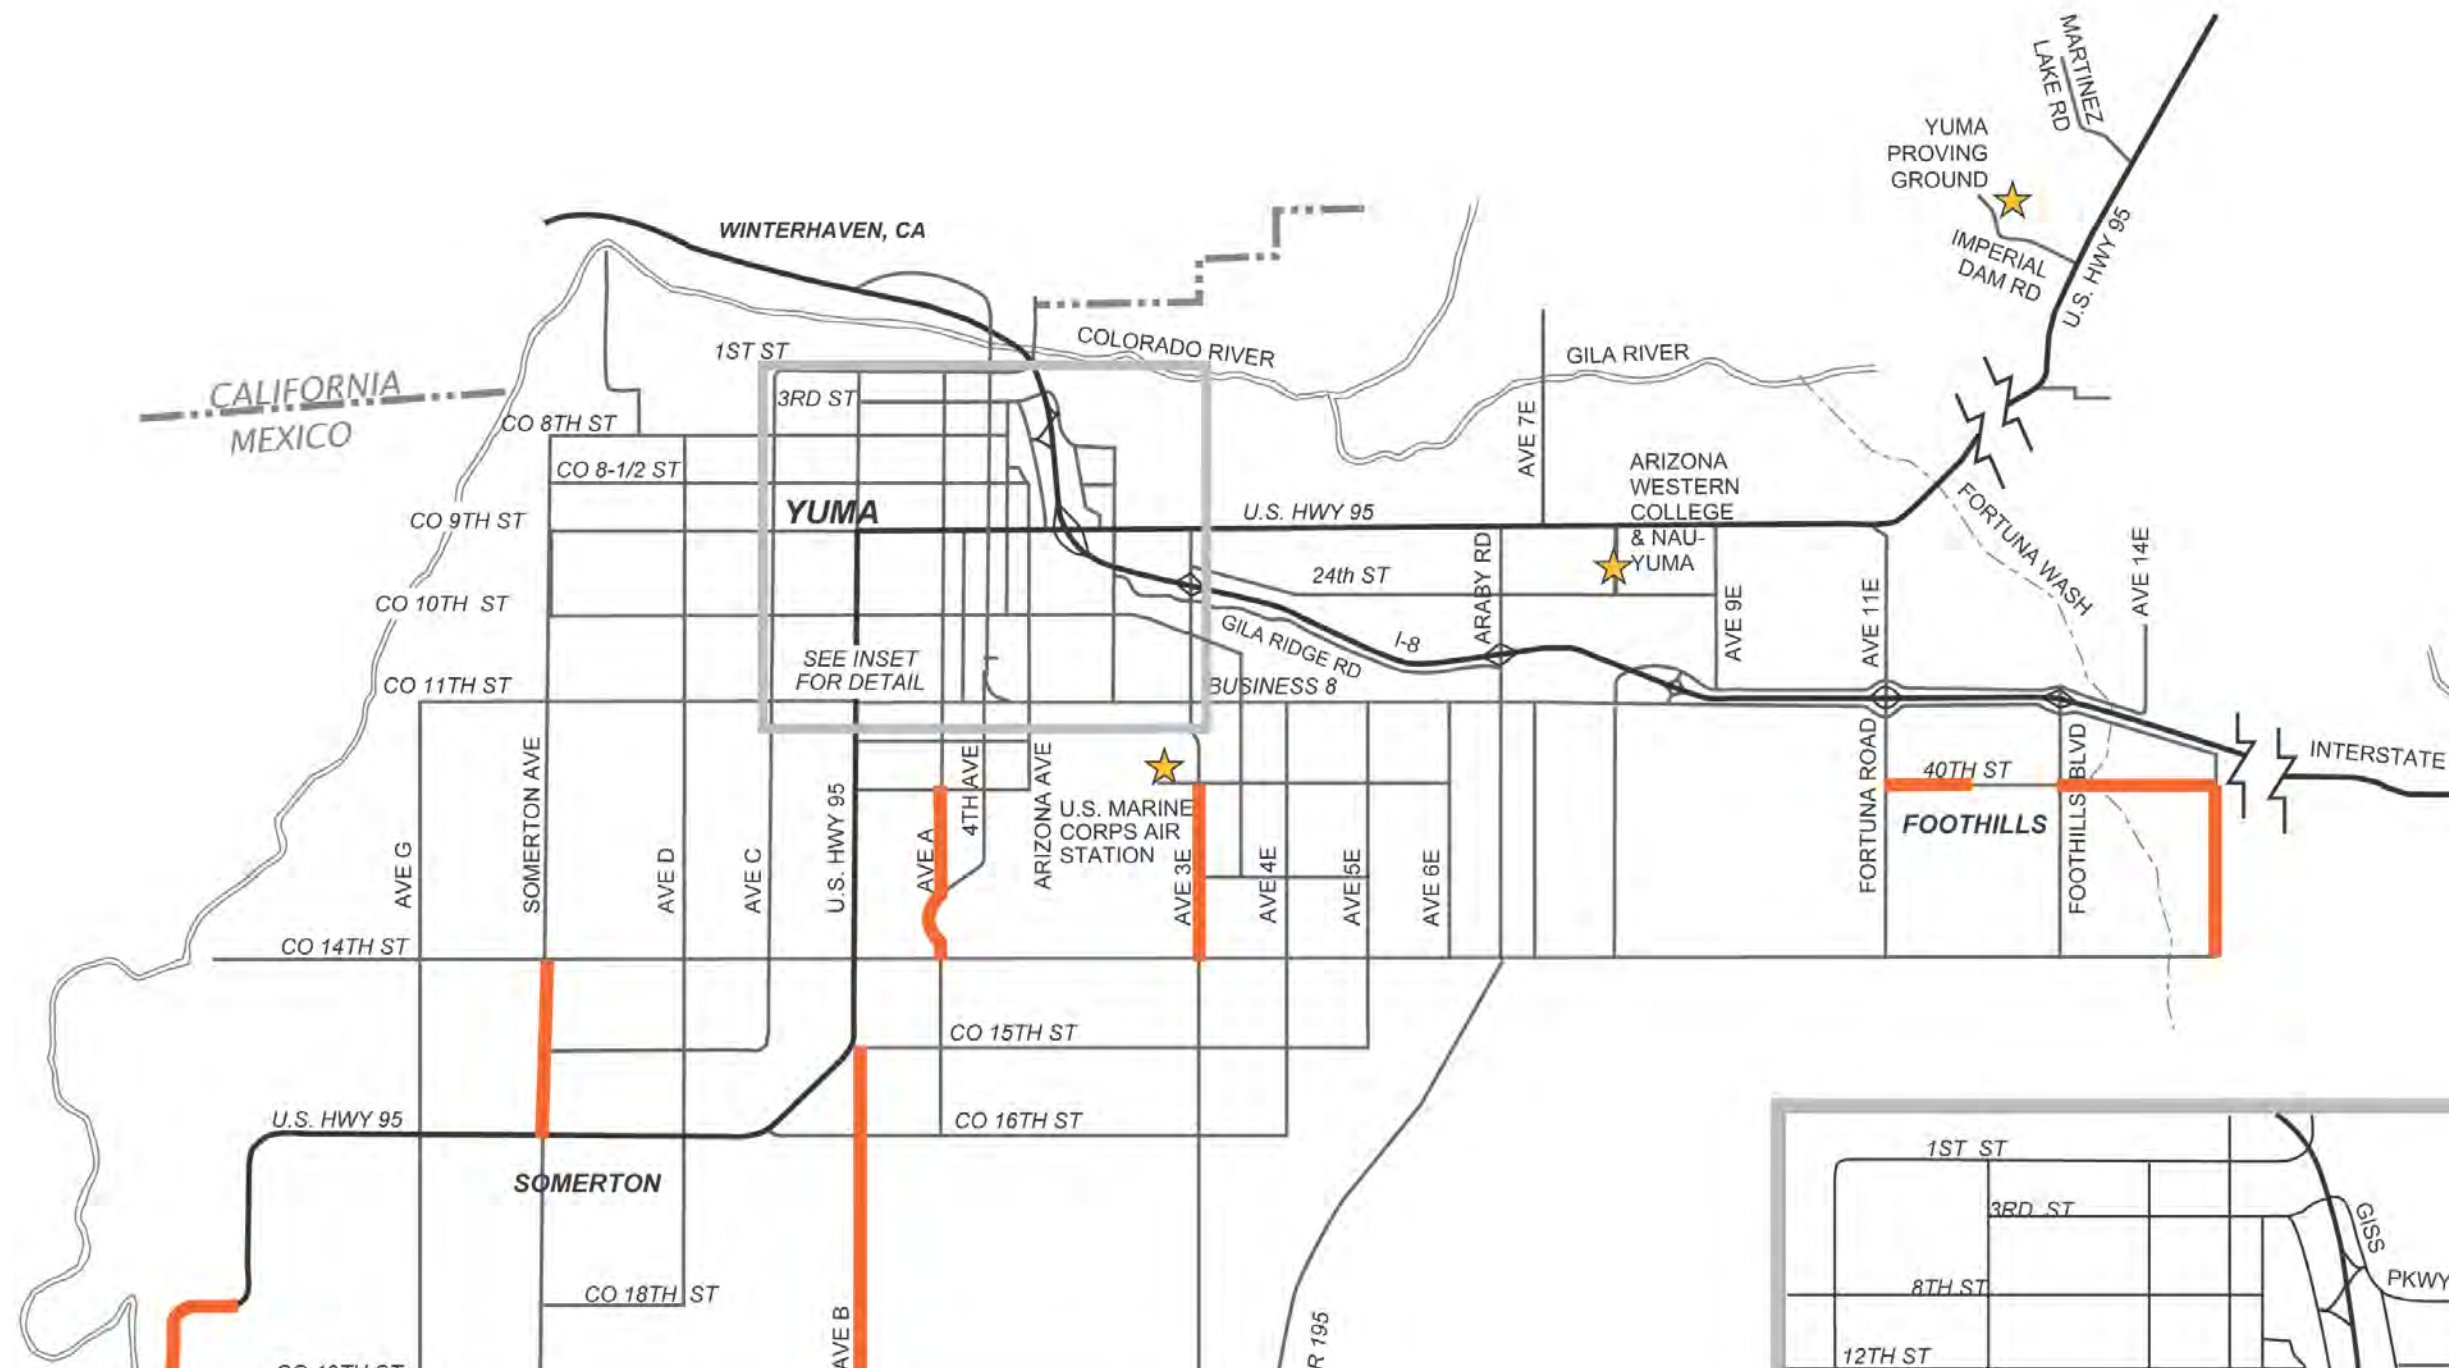 MARTINEZ
LAKE RD
YUMA
PROVING
GROUND
IMPERIAL
DAM RD
U.S. HWY 95
WINTERHAVEN, CA
COLORADO RIVER
GILA RIVER
1ST ST
3RD ST
CALIFORNIA
MEXICO
CO 8TH ST
CO 8-1/2 ST
AVE 7E
ARIZONA
WESTERN
COLLEGE
& NAU-
YUMA
YUMA
CO 9TH ST
U.S. HWY 95
FORTUNA WASH
AVE 14E
ARABY RD
24th ST
AVE 9E
AVE 11E
CO 10TH ST
GILA RIDGE RD
I-8
SEE INSET
FOR DETAIL
CO 11TH ST
BUSINESS 8
INTERSTATE
SOMERTON AVE
AVE G
AVE D
AVE C
U.S. HWY 95
AVE A
4TH AVE
ARIZONA AVE
U.S. MARINE
CORPS AIR
STATION
AVE 3E
AVE 4E
AVE 5E
AVE 6E
FORTUNA ROAD
40TH ST
FOOTHILLS
FOOTHILLS BLVD
CO 14TH ST
CO 15TH ST
U.S. HWY 95
CO 16TH ST
SOMERTON
CO 18TH ST
AVE B
R 195
1ST ST
3RD ST
GISS
PKWY
8TH ST
12TH ST